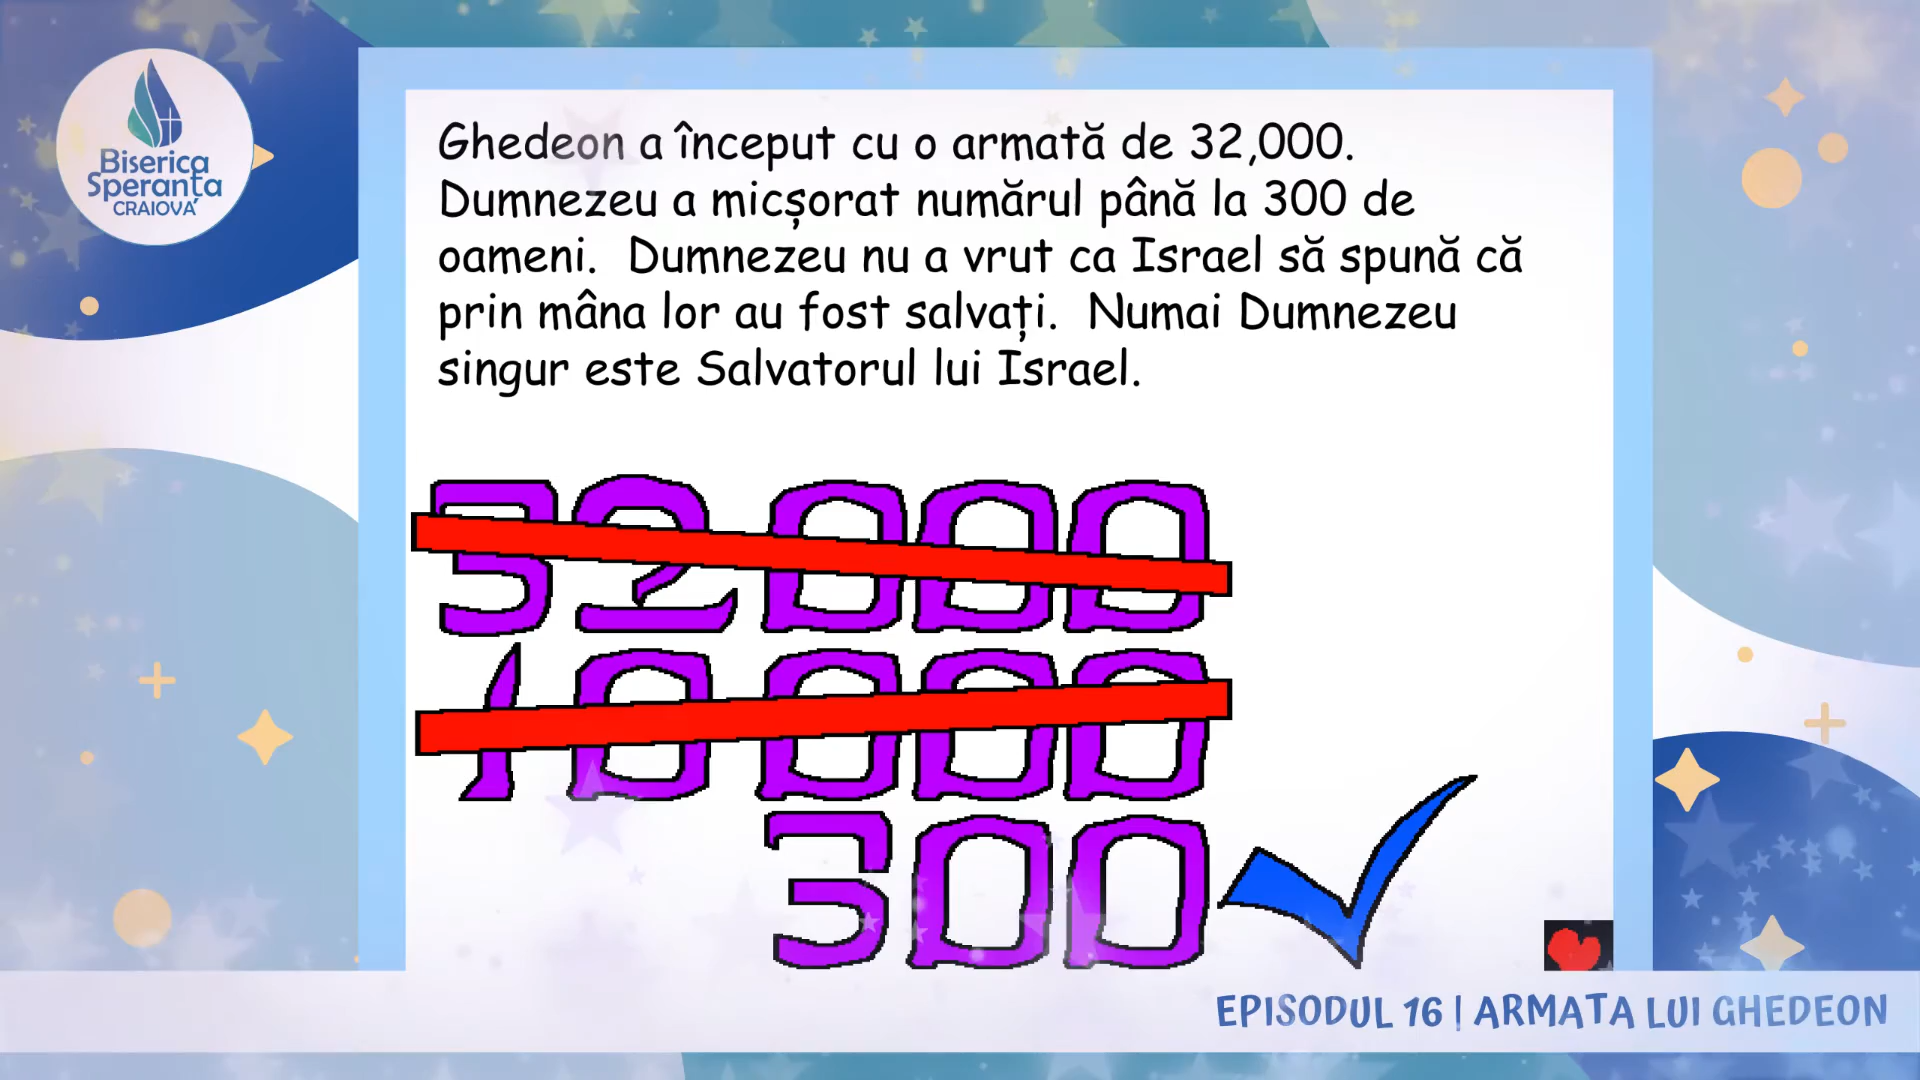 Biserica
Speranța
CRAIOVA
Ghedeon a început cu o armată de 32,000.
Dumnezeu a micșorat numărul până la 300 de
oameni.  Dumnezeu nu a vrut ca Israel să spună că
prin mâna lor au fost salvați.  Numai Dumnezeu
singur este Salvatorul lui Israel.
32 000
10 000
300
EPISODUL 16 | ARMATA LUI GHEDEON